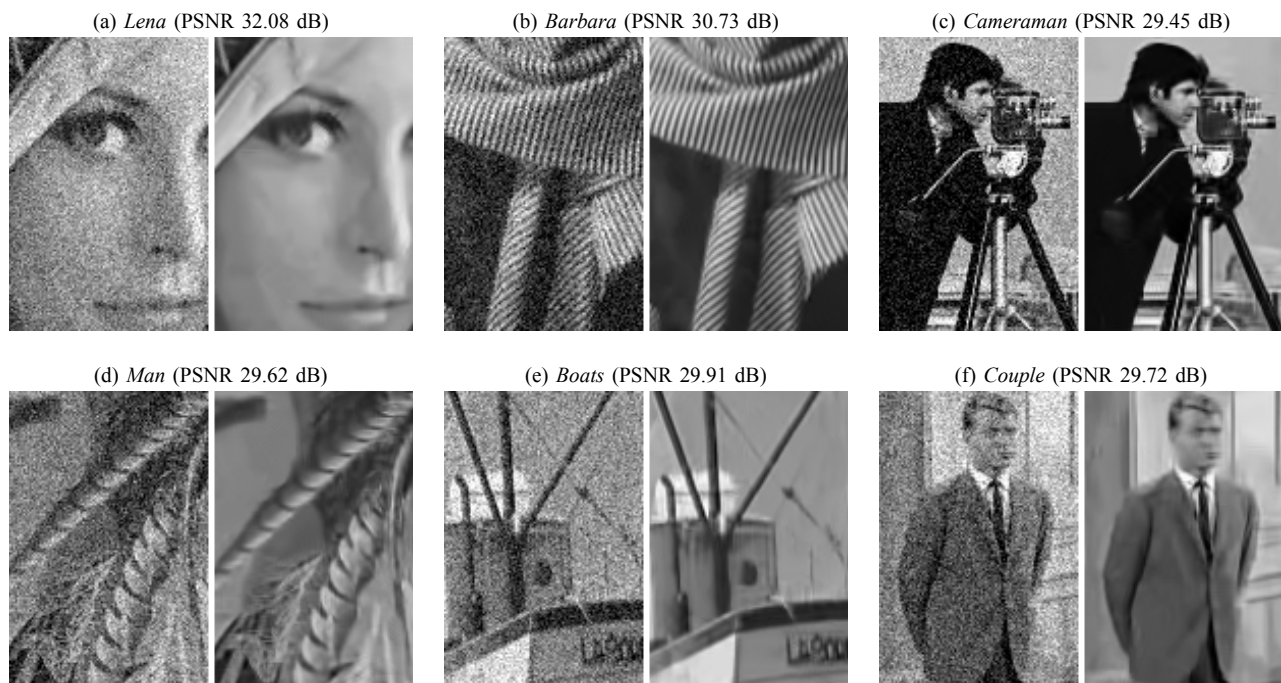 (a) Lena (PSNR 32.08 dB)
(b) Barbara (PSNR 30.73 dB)
(c) Cameraman (PSNR 29.45 dB)
(d) Man (PSNR 29.62 dB)
(e) Boats (PSNR 29.91 dB)
(f) Couple (PSNR 29.72 dB)